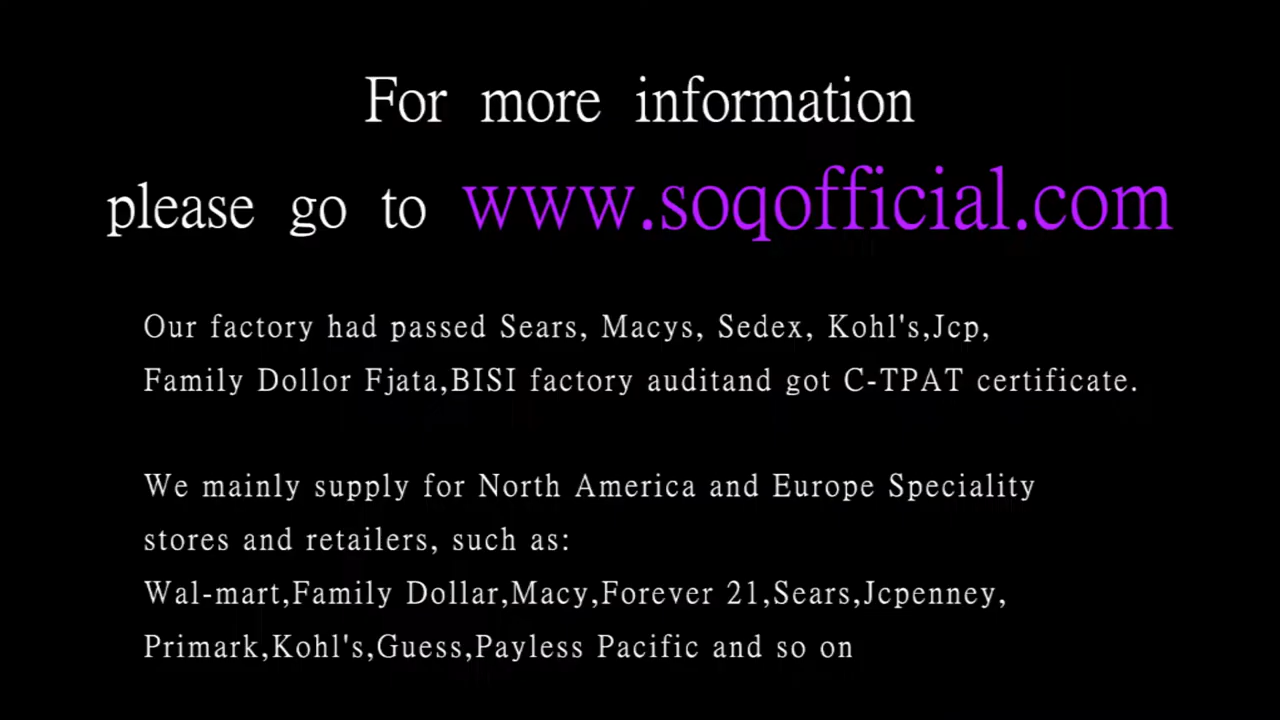 For more information
please go to www.soqofficial.com
Our factory had passed Sears, Macys, Sedex, Kohl's,Jcp,
Family Dollor Fjata,BISI factory auditand got C-TPAT certificate.
We mainly supply for North America and Europe Speciality
stores and retailers, such as:
Wal-mart,Family Dollar,Macy,Forever 21,Sears,Jcpenney,
Primark,Kohl's,Guess,Payless Pacific and so on